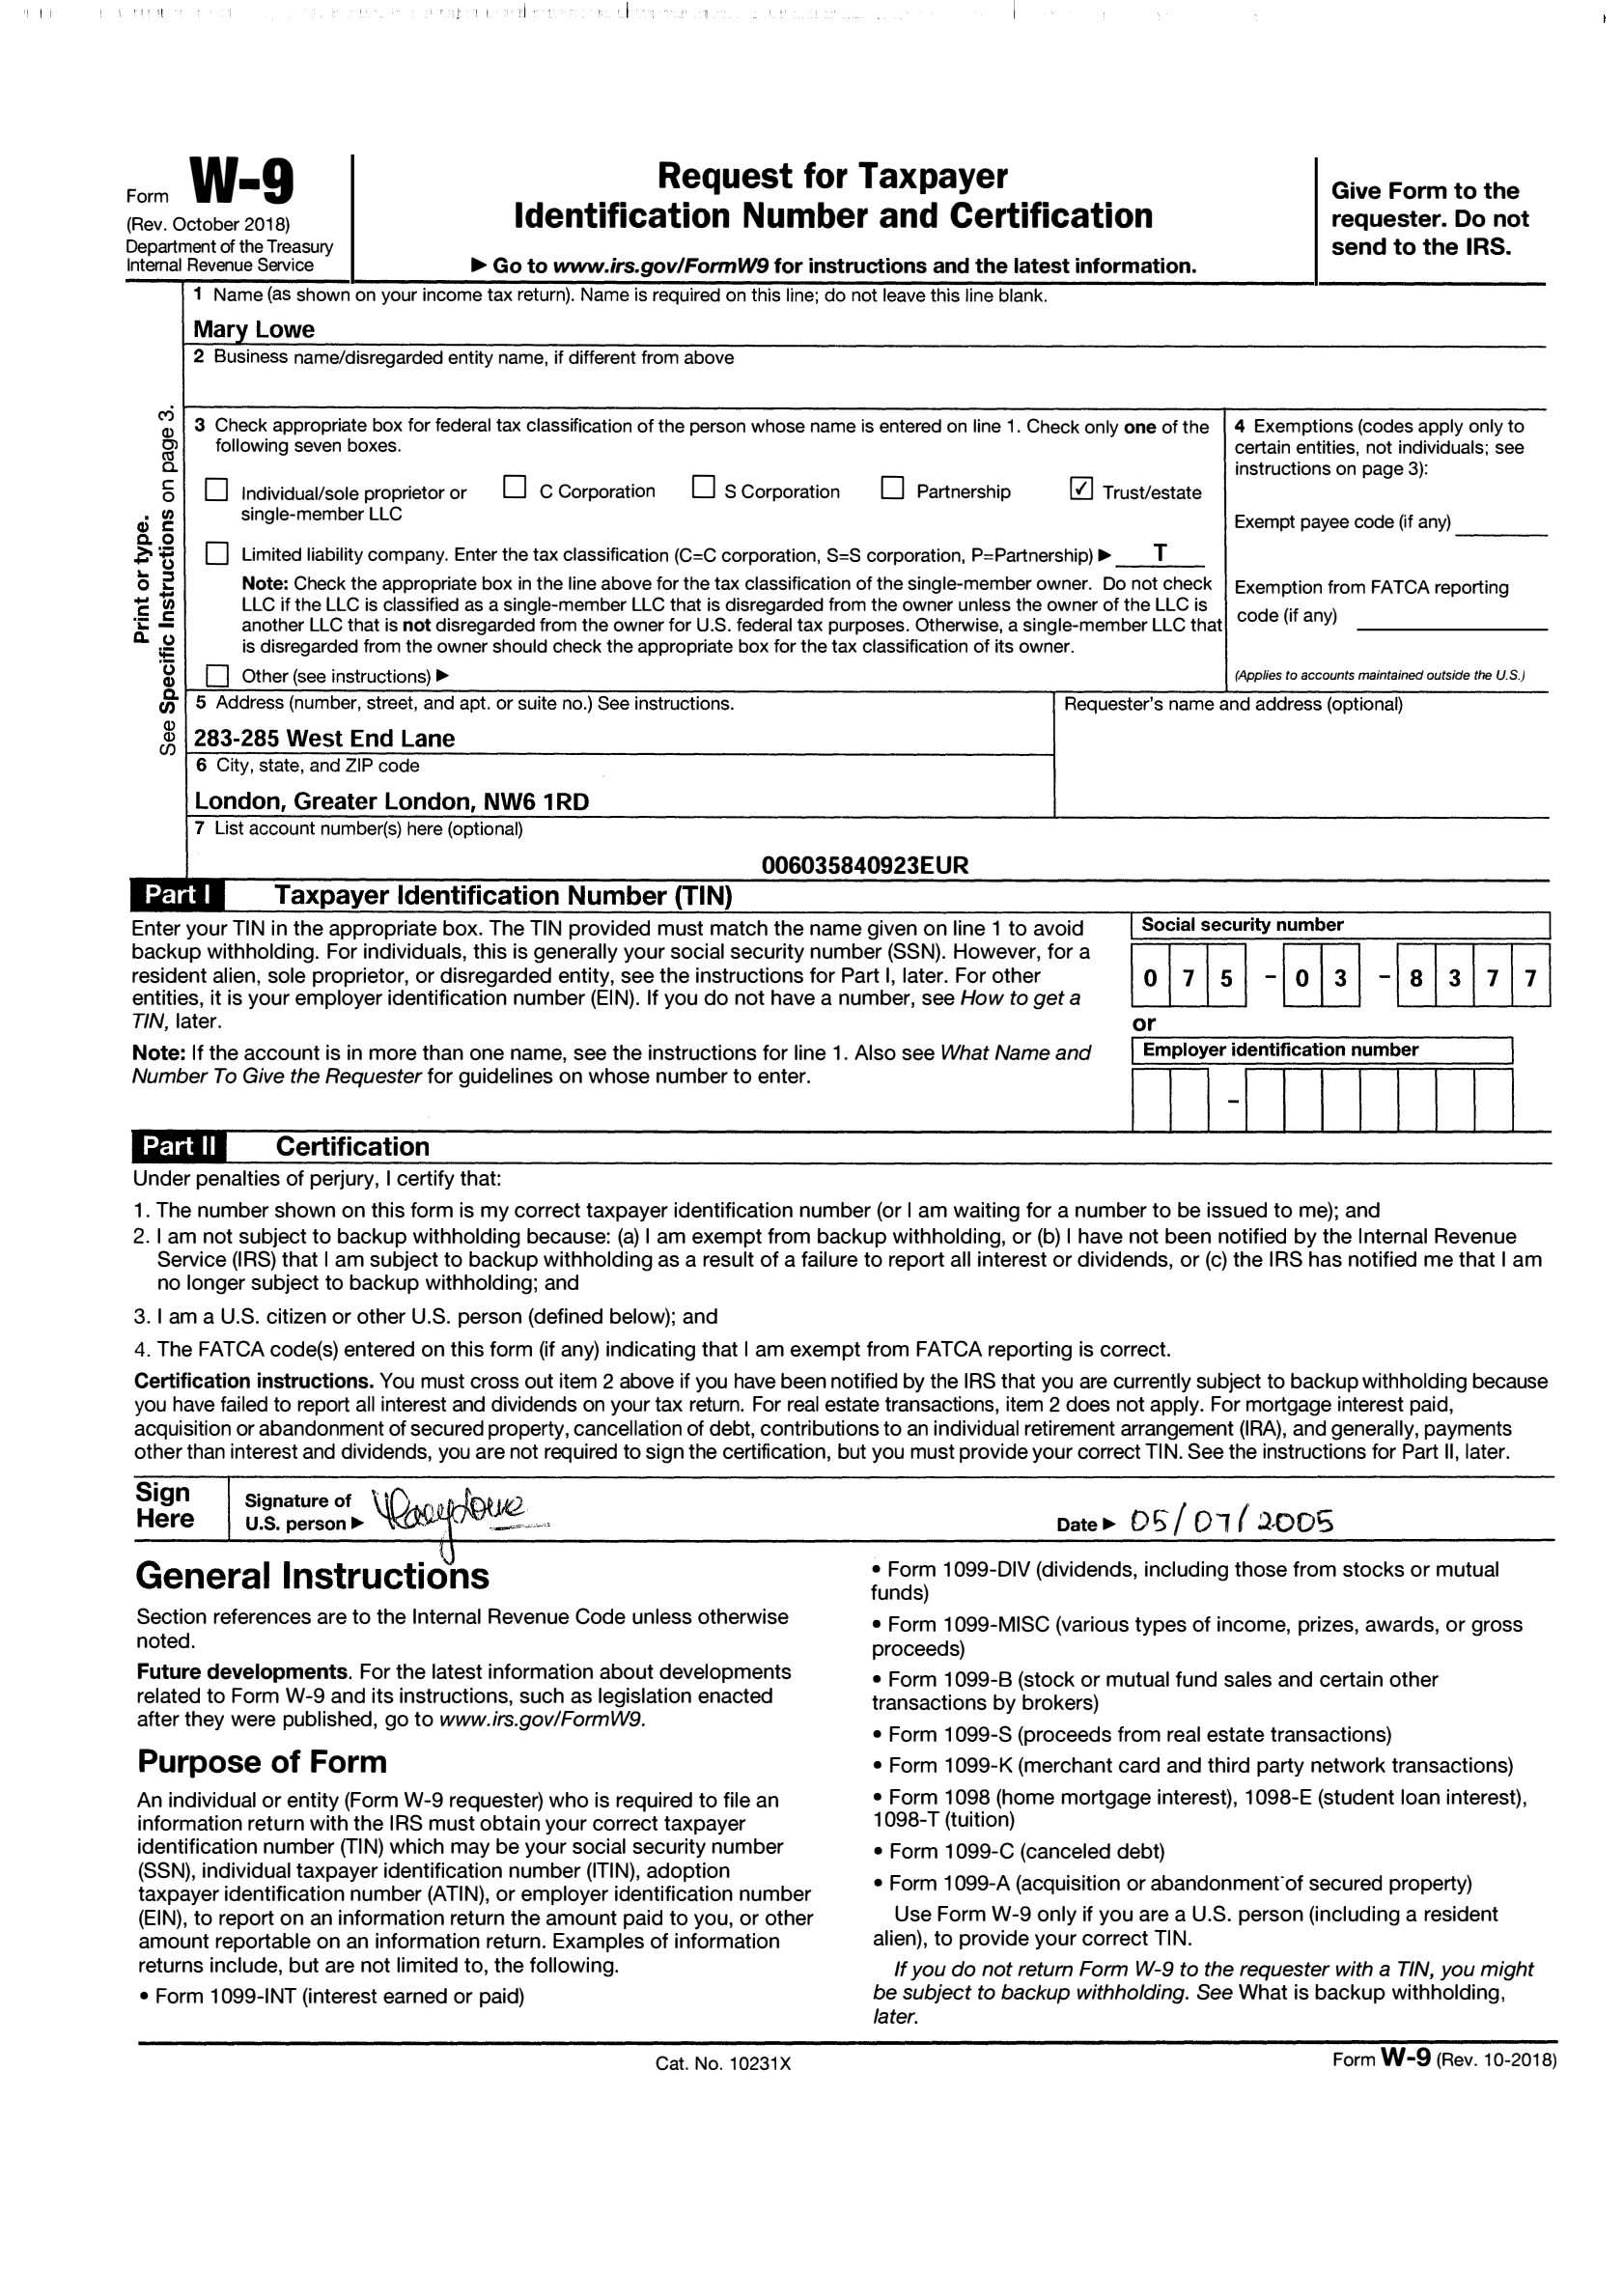 Form W-9
(Rev. October 2018)
Department of the Treasury
Internal Revenue Service
Request for Taxpayer
Identification Number and Certification
▶ Go to www.irs.gov/FormW9 for instructions and the latest information.
Give Form to the
requester. Do not
send to the IRS.
Print or type.
See Specific Instructions on page 3.
1 Name (as shown on your income tax return). Name is required on this line; do not leave this line blank.
Mary Lowe
2 Business name/disregarded entity name, if different from above
3 Check appropriate box for federal tax classification of the person whose name is entered on line 1. Check only one of the
following seven boxes.
☐ Individual/sole proprietor or
single-member LLC
☐ C Corporation
☐ S Corporation
☐ Partnership
☑ Trust/estate
☐ Limited liability company. Enter the tax classification (C=C corporation, S=S corporation, P=Partnership) ▶ T
Note: Check the appropriate box in the line above for the tax classification of the single-member owner. Do not check
LLC if the LLC is classified as a single-member LLC that is disregarded from the owner unless the owner of the LLC is
another LLC that is not disregarded from the owner for U.S. federal tax purposes. Otherwise, a single-member LLC that
is disregarded from the owner should check the appropriate box for the tax classification of its owner.
☐ Other (see instructions) ▶
4 Exemptions (codes apply only to
certain entities, not individuals; see
instructions on page 3):
Exempt payee code (if any)
Exemption from FATCA reporting
code (if any)
(Applies to accounts maintained outside the U.S.)
5 Address (number, street, and apt. or suite no.) See instructions.
283-285 West End Lane
6 City, state, and ZIP code
London, Greater London, NW6 1RD
Requester's name and address (optional)
7 List account number(s) here (optional)
006035840923EUR
Part I Taxpayer Identification Number (TIN)
Enter your TIN in the appropriate box. The TIN provided must match the name given on line 1 to avoid
backup withholding. For individuals, this is generally your social security number (SSN). However, for a
resident alien, sole proprietor, or disregarded entity, see the instructions for Part I, later. For other
entities, it is your employer identification number (EIN). If you do not have a number, see How to get a
TIN, later.
Note: If the account is in more than one name, see the instructions for line 1. Also see What Name and
Number To Give the Requester for guidelines on whose number to enter.
Social security number
0 7 5 - 0 3 - 8 3 7 7
or
Employer identification number
-
Part II Certification
Under penalties of perjury, I certify that:
1. The number shown on this form is my correct taxpayer identification number (or I am waiting for a number to be issued to me); and
2. I am not subject to backup withholding because: (a) I am exempt from backup withholding, or (b) I have not been notified by the Internal Revenue
Service (IRS) that I am subject to backup withholding as a result of a failure to report all interest or dividends, or (c) the IRS has notified me that I am
no longer subject to backup withholding; and
3. I am a U.S. citizen or other U.S. person (defined below); and
4. The FATCA code(s) entered on this form (if any) indicating that I am exempt from FATCA reporting is correct.
Certification instructions. You must cross out item 2 above if you have been notified by the IRS that you are currently subject to backup withholding because
you have failed to report all interest and dividends on your tax return. For real estate transactions, item 2 does not apply. For mortgage interest paid,
acquisition or abandonment of secured property, cancellation of debt, contributions to an individual retirement arrangement (IRA), and generally, payments
other than interest and dividends, you are not required to sign the certification, but you must provide your correct TIN. See the instructions for Part II, later.
Sign
Here
Signature of
U.S. person ▶ Mary Lowe
Date ▶ 05/07/2005
General Instructions
Section references are to the Internal Revenue Code unless otherwise
noted.
Future developments. For the latest information about developments
related to Form W-9 and its instructions, such as legislation enacted
after they were published, go to www.irs.gov/FormW9.
Purpose of Form
An individual or entity (Form W-9 requester) who is required to file an
information return with the IRS must obtain your correct taxpayer
identification number (TIN) which may be your social security number
(SSN), individual taxpayer identification number (ITIN), adoption
taxpayer identification number (ATIN), or employer identification number
(EIN), to report on an information return the amount paid to you, or other
amount reportable on an information return. Examples of information
returns include, but are not limited to, the following.
• Form 1099-INT (interest earned or paid)
• Form 1099-DIV (dividends, including those from stocks or mutual
funds)
• Form 1099-MISC (various types of income, prizes, awards, or gross
proceeds)
• Form 1099-B (stock or mutual fund sales and certain other
transactions by brokers)
• Form 1099-S (proceeds from real estate transactions)
• Form 1099-K (merchant card and third party network transactions)
• Form 1098 (home mortgage interest), 1098-E (student loan interest),
1098-T (tuition)
• Form 1099-C (canceled debt)
• Form 1099-A (acquisition or abandonment of secured property)
Use Form W-9 only if you are a U.S. person (including a resident
alien), to provide your correct TIN.
If you do not return Form W-9 to the requester with a TIN, you might
be subject to backup withholding. See What is backup withholding,
later.
Cat. No. 10231X
Form W-9 (Rev. 10-2018)